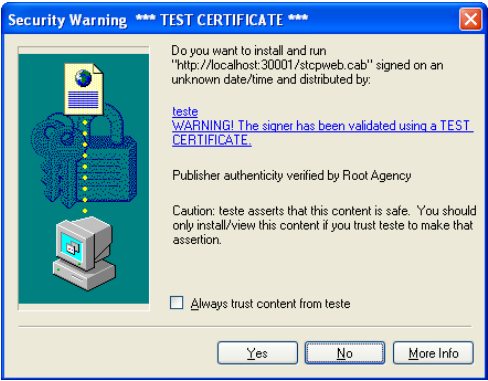 Security Warning *** TEST CERTIFICATE ***
Do you want to install and run
"http://localhost:30001/stcpweb.cab" signed on an
unknown date/time and distributed by:
teste
WARNING! The signer has been validated using a TEST
CERTIFICATE.
Publisher authenticity verified by Root Agency
Caution: teste asserts that this content is safe. You should
only install/view this content if you trust teste to make that
assertion.
Always trust content from teste
Yes No More Info